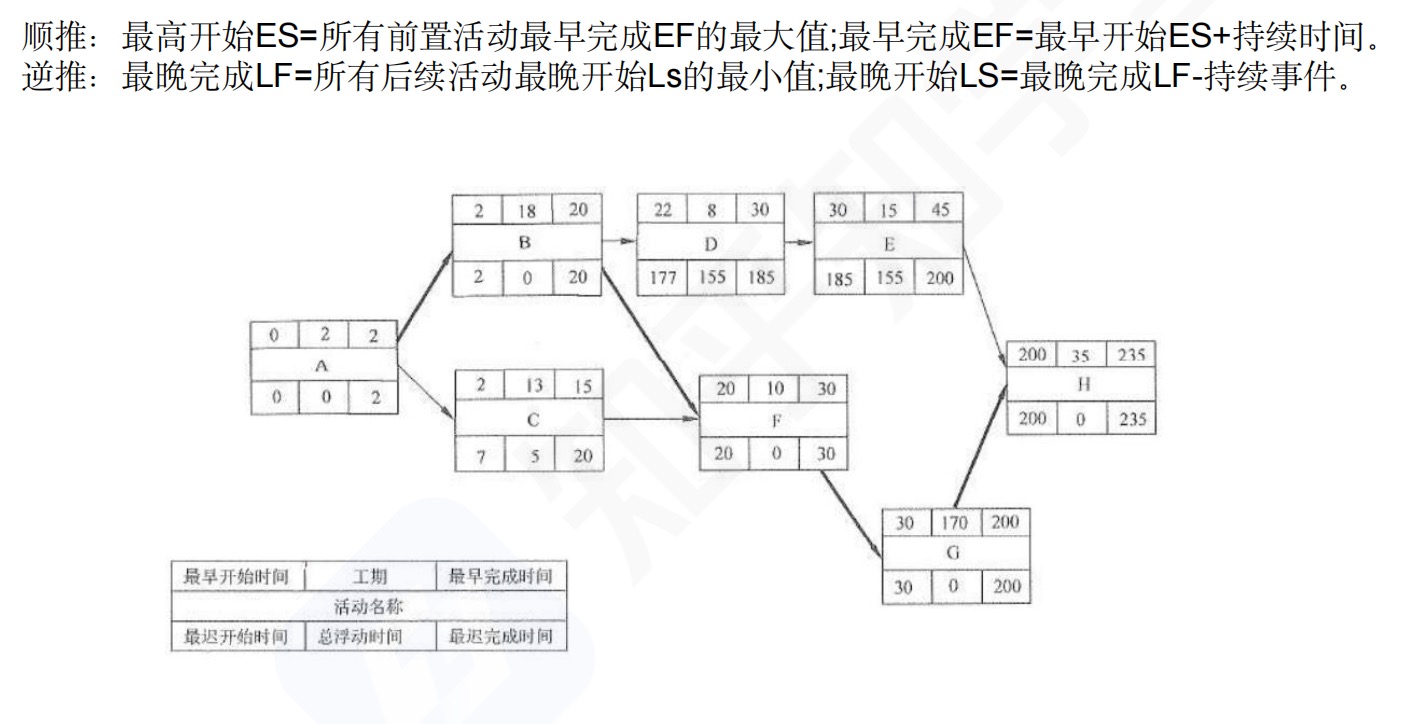 顺推：最高开始ES=所有前置活动最早完成EF的最大值;最早完成EF=最早开始ES+持续时间。
逆推：最晚完成LF=所有后续活动最晚开始Ls的最小值;最晚开始LS=最晚完成LF-持续事件。
2 18 20
B
2 0 20
22 8 30
D
177 155 185
30 15 45
E
185 155 200
0 2 2
A
0 0 2
2 13 15
C
7 5 20
20 10 30
F
20 0 30
200 35 235
H
200 0 235
30 170 200
G
30 0 200
最早开始时间 工期 最早完成时间
活动名称
最迟开始时间 总浮动时间 最迟完成时间